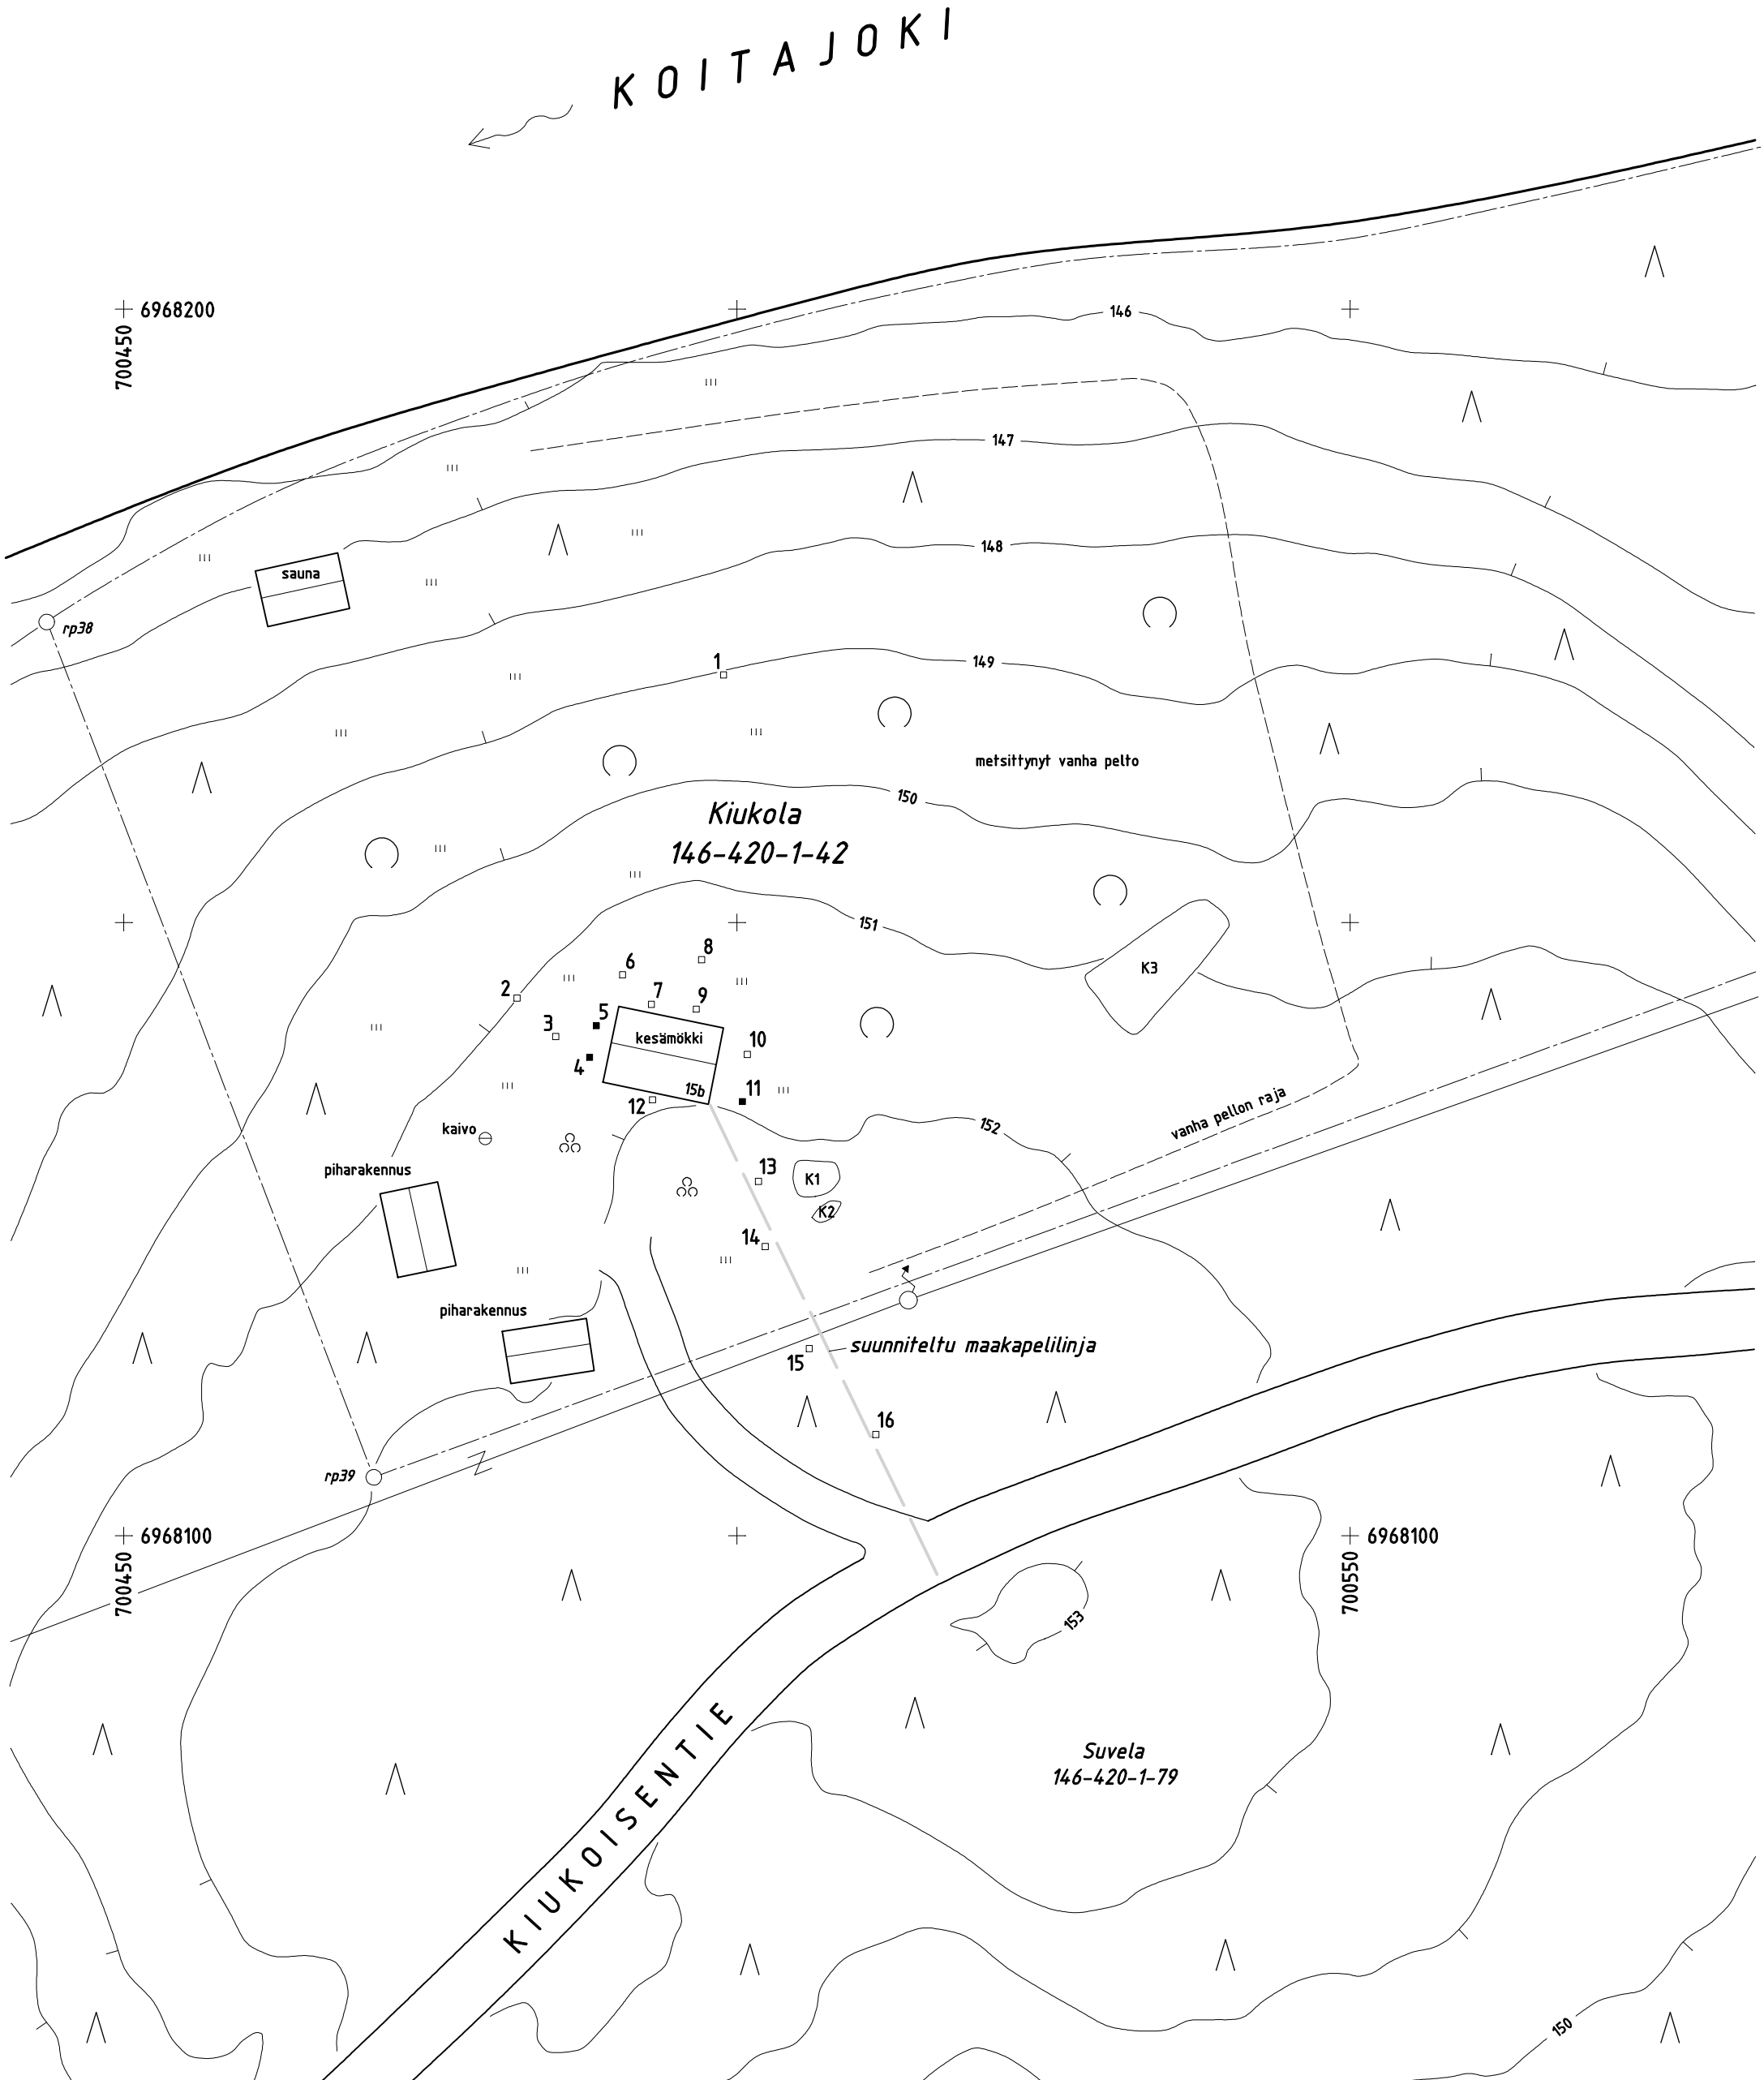 KOITAJOKI
6968200
700450
146
147
148
sauna
rp38
1
149
metsittynyt vanha pelto
150
Kiukola
146-420-1-42
151
8
6
K3
2
7
9
5
3
kesämökki
10
4
15b
11
12
vanha pellon raja
kaivo
152
piharakennus
13
K1
K2
14
piharakennus
suunniteltu maakapelilinja
15
16
rp39
6968100
6968100
700450
700550
153
KIUKOISENTIE
Suvela
146-420-1-79
150